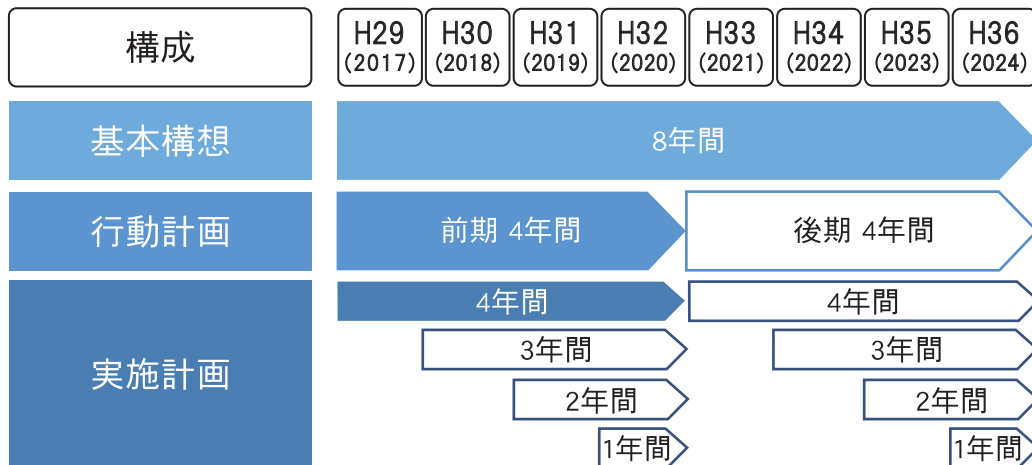 構成
H29 H30 H31 H32 H33 H34 H35 H36
(2017) (2018) (2019) (2020) (2021) (2022) (2023) (2024)
基本構想
8年間
行動計画
前期 4年間 後期 4年間
実施計画
4年間 4年間
3年間 3年間
2年間 2年間
1年間 1年間